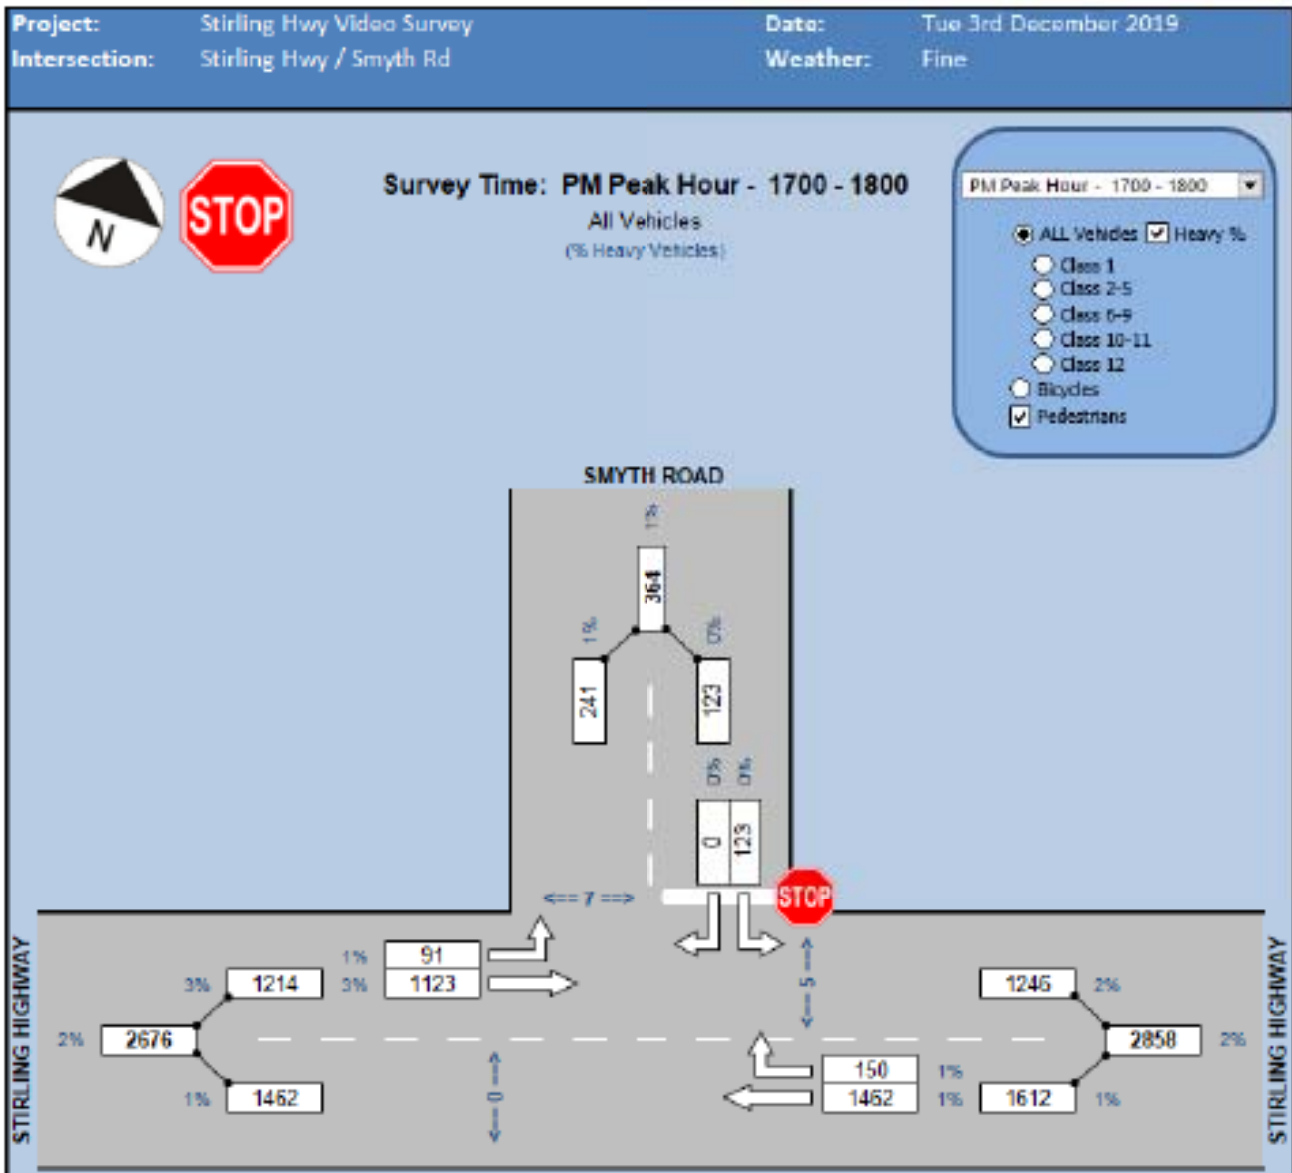 Project: Stirling Hwy Video Survey Date: Tue 3rd December 2019
Intersection: Stirling Hwy / Smyth Rd Weather: Fine
N
STOP
Survey Time: PM Peak Hour - 1700 - 1800
All Vehicles
(% Heavy Vehicles)
PM Peak Hour - 1700 - 1800
ALL Vehicles Heavy %
Class 1
Class 2-5
Class 6-9
Class 10-11
Class 12
Bicycles
Pedestrians
SMYTH ROAD
1%
364
1% 0%
241 123
0% 0%
0 123
<== 7 ==>
STOP
STIRLING HIGHWAY
1% 91
3% 1214 3% 1123
2% 2676
1% 1462
<== 0 ==>
<== 5 ==>
1246 2%
2858 2%
150 1%
1462 1% 1612 1%
STIRLING HIGHWAY